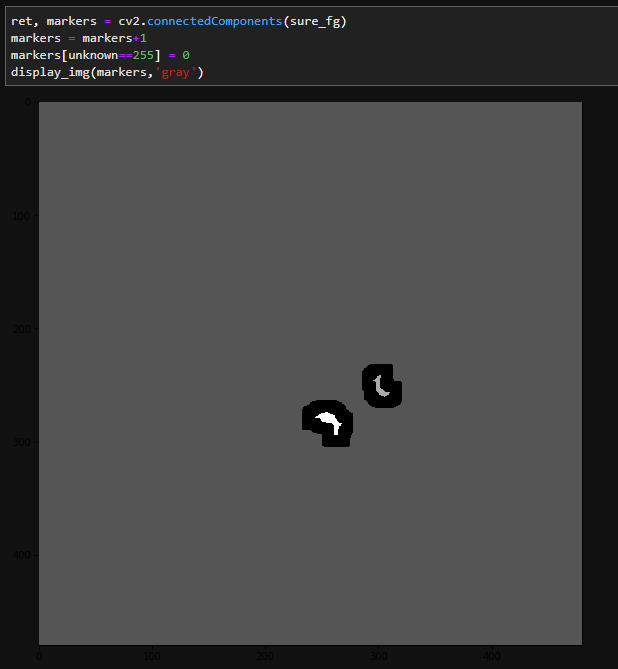 ret, markers = cv2.connectedComponents(sure_fg)
markers = markers+1
markers[unknown==255] = 0
display_img(markers,'gray')
0
100
200
300
400
0 100 200 300 400